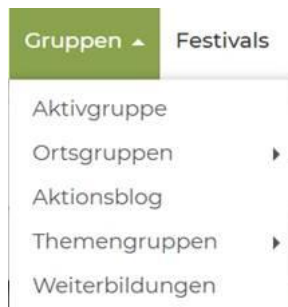 Gruppen Festivals
Aktivgruppe
Ortsgruppen
Aktionsblog
Themengruppen
Weiterbildungen